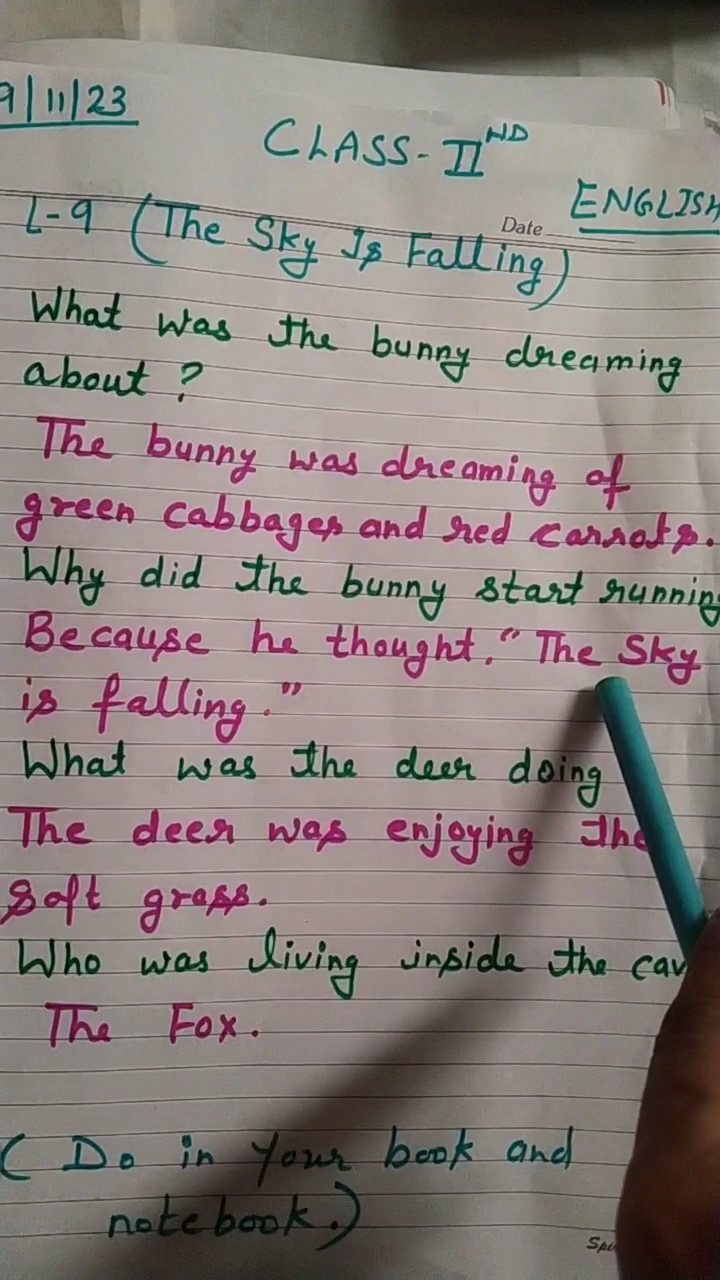 9/11/23
CLASS-II ND
ENGLISH
Date
L-9 (The Sky Is Falling)
What was the bunny dreaming
about?
The bunny was dreaming of
green cabbages and red carrots.
Why did the bunny start running
Because he thought. "The Sky
is falling."
What was the deer doing
The deer was enjoying the
soft grass.
Who was living inside the cav
The Fox.
( Do in your book and
notebook.)